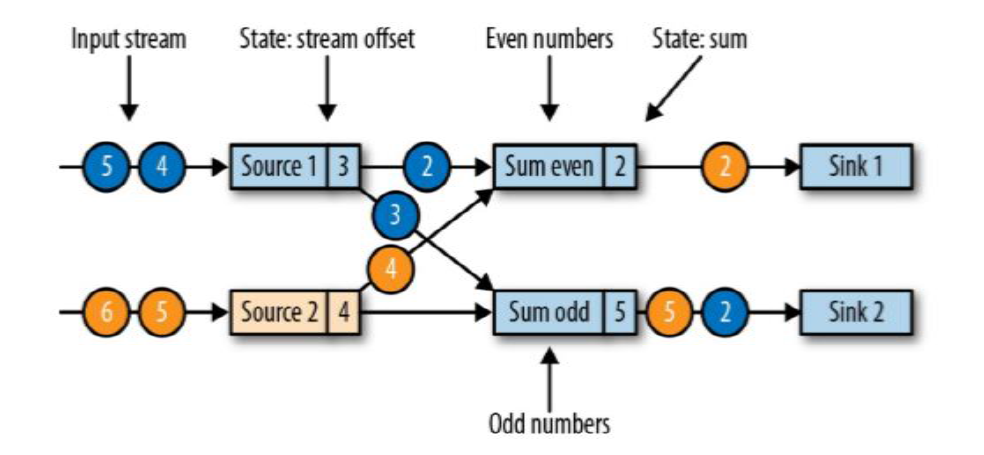 Input stream
State: stream offset
Even numbers
State: sum
5
4
Source 1
3
2
Sum even
2
2
Sink 1
3
4
6
5
Source 2
4
Sum odd
5
5
2
Sink 2
Odd numbers